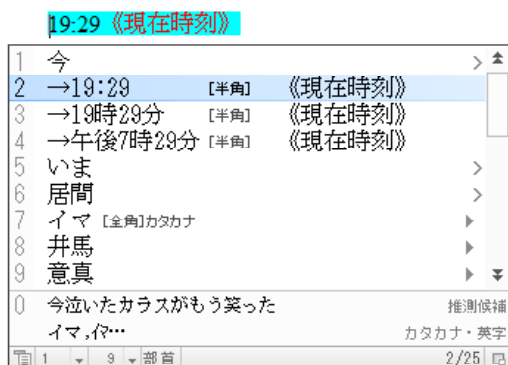 19:29《現在時刻》
1 今
2 →19:29 [半角] 《現在時刻》
3 →19時29分 [半角] 《現在時刻》
4 →午後7時29分 [半角] 《現在時刻》
5 いま
6 居間
7 イマ [全角]カタカナ
8 井馬
9 意真
0 今泣いたカラスがもう笑った 推測候補
イマ,ｲﾏ… カタカナ・英字
1 9 部首 2/25